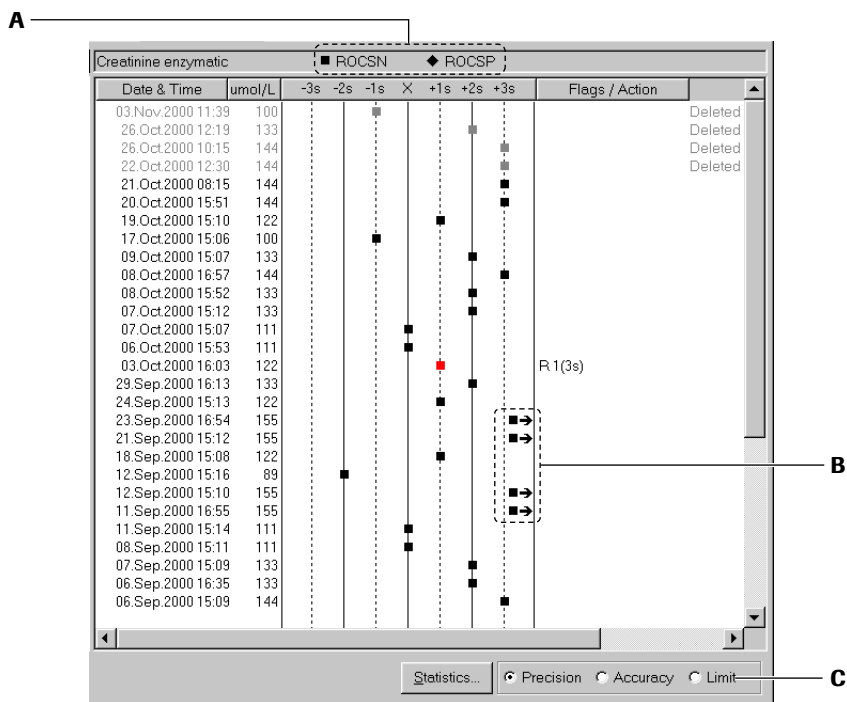 A
Creatinine enzymatic ROCSN ROCSP
Date & Time umol/L -3s -2s -1s X +1s +2s +3s Flags / Action
03.Nov.2000 11:39 100 Deleted
26.Oct.2000 12:19 133 Deleted
26.Oct.2000 10:15 144 Deleted
22.Oct.2000 12:30 144 Deleted
21.Oct.2000 08:15 144
20.Oct.2000 15:51 144
19.Oct.2000 15:10 122
17.Oct.2000 15:06 100
09.Oct.2000 15:07 133
08.Oct.2000 16:57 144
08.Oct.2000 15:52 133
07.Oct.2000 15:12 133
07.Oct.2000 15:07 111
06.Oct.2000 15:53 111
03.Oct.2000 16:03 122 R 1(3s)
29.Sep.2000 16:13 133
24.Sep.2000 15:13 122
23.Sep.2000 16:54 155
21.Sep.2000 15:12 155
18.Sep.2000 15:08 122
12.Sep.2000 15:16 89
12.Sep.2000 15:10 155
11.Sep.2000 16:55 155
11.Sep.2000 15:14 111
08.Sep.2000 15:11 111
07.Sep.2000 15:09 133
06.Sep.2000 16:35 133
06.Sep.2000 15:09 144
B
Statistics... Precision Accuracy Limit
C